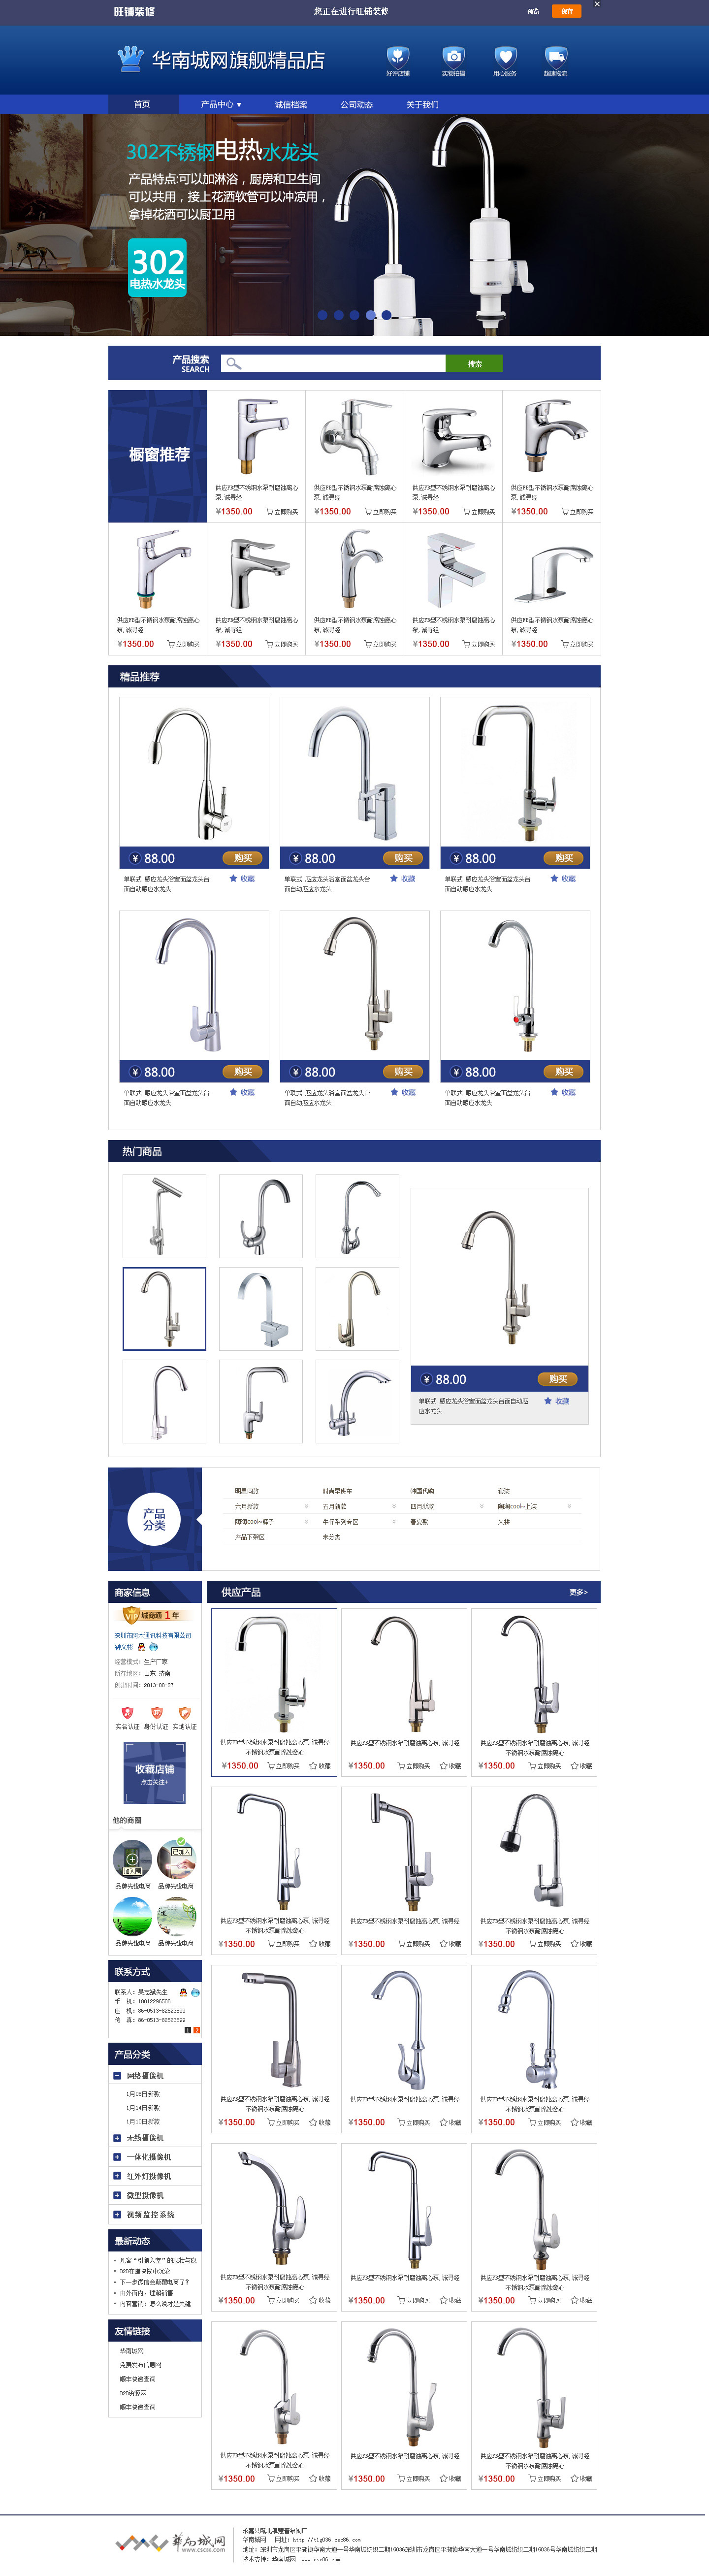 旺铺装修
您正在进行旺铺装修
预览
保存
华南城网旗舰精品店
好评店铺
实物拍摄
用心服务
超速物流
首页
产品中心 ▼
诚信档案
公司动态
关于我们
302不锈钢电热水龙头
产品特点:可以加淋浴，厨房和卫生间
可以共用，接上花洒软管可以冲凉用，
拿掉花洒可以厨卫用
302
电热水龙头
产品搜索
SEARCH
搜索
橱窗推荐
供应FB型不锈钢水泵耐腐蚀离心
泵, 诚寻经
¥1350.00 立即购买
供应FB型不锈钢水泵耐腐蚀离心
泵, 诚寻经
¥1350.00 立即购买
供应FB型不锈钢水泵耐腐蚀离心
泵, 诚寻经
¥1350.00 立即购买
供应FB型不锈钢水泵耐腐蚀离心
泵, 诚寻经
¥1350.00 立即购买
供应FB型不锈钢水泵耐腐蚀离心
泵, 诚寻经
¥1350.00 立即购买
供应FB型不锈钢水泵耐腐蚀离心
泵, 诚寻经
¥1350.00 立即购买
供应FB型不锈钢水泵耐腐蚀离心
泵, 诚寻经
¥1350.00 立即购买
供应FB型不锈钢水泵耐腐蚀离心
泵, 诚寻经
¥1350.00 立即购买
供应FB型不锈钢水泵耐腐蚀离心
泵, 诚寻经
¥1350.00 立即购买
精品推荐
¥ 88.00 购买
单联式 感应龙头浴室面盆龙头台
面自动感应水龙头
收藏
¥ 88.00 购买
单联式 感应龙头浴室面盆龙头台
面自动感应水龙头
收藏
¥ 88.00 购买
单联式 感应龙头浴室面盆龙头台
面自动感应水龙头
收藏
¥ 88.00 购买
单联式 感应龙头浴室面盆龙头台
面自动感应水龙头
收藏
¥ 88.00 购买
单联式 感应龙头浴室面盆龙头台
面自动感应水龙头
收藏
¥ 88.00 购买
单联式 感应龙头浴室面盆龙头台
面自动感应水龙头
收藏
热门商品
¥ 88.00 购买
单联式 感应龙头浴室面盆龙头台面自动感
应水龙头
收藏
产品
分类
明星同款
时尚早班车
韩国代购
套装
六月新款
五月新款
四月新款
陶淘cool~上装
陶淘cool~裤子
牛仔系列专区
春夏款
火拼
产品下架区
未分类
商家信息
VIP 城商通 1 年
深圳市阿木通讯科技有限公司
钟文彬
经营模式: 生产厂家
所在地区: 山东 济南
创建时间: 2013-08-27
实名认证 身份认证 实地认证
收藏店铺
点击关注+
他的商圈
加入圈
已加入
品牌先锋电商 品牌先锋电商
品牌先锋电商 品牌先锋电商
联系方式
联系人: 吴志斌先生
手 机: 18012296506
座 机: 86-0513-82523899
传 真: 86-0513-82523899
1 2
产品分类
网络摄像机
1月08日新款
1月14日新款
1月10日新款
无线摄像机
一体化摄像机
红外灯摄像机
微型摄像机
视频监控系统
最新动态
凡客“引狼入室”的悲壮与稳
B2B在赚快钱中沉沦
下一步微信会颠覆电商了？
由外而内：理解销售
内容营销：怎么说才是关键
友情链接
华南城网
免费发布信息网
顺丰快递查询
B2B资源网
顺丰快递查询
供应产品
更多>
供应FB型不锈钢水泵耐腐蚀离心泵, 诚寻经
不锈钢水泵耐腐蚀离心
¥1350.00 立即购买 收藏
供应FB型不锈钢水泵耐腐蚀离心泵, 诚寻经
¥1350.00 立即购买 收藏
供应FB型不锈钢水泵耐腐蚀离心泵, 诚寻经
不锈钢水泵耐腐蚀离心
¥1350.00 立即购买 收藏
供应FB型不锈钢水泵耐腐蚀离心泵, 诚寻经
不锈钢水泵耐腐蚀离心
¥1350.00 立即购买 收藏
供应FB型不锈钢水泵耐腐蚀离心泵, 诚寻经
¥1350.00 立即购买 收藏
供应FB型不锈钢水泵耐腐蚀离心泵, 诚寻经
不锈钢水泵耐腐蚀离心
¥1350.00 立即购买 收藏
供应FB型不锈钢水泵耐腐蚀离心泵, 诚寻经
不锈钢水泵耐腐蚀离心
¥1350.00 立即购买 收藏
供应FB型不锈钢水泵耐腐蚀离心泵, 诚寻经
¥1350.00 立即购买 收藏
供应FB型不锈钢水泵耐腐蚀离心泵, 诚寻经
不锈钢水泵耐腐蚀离心
¥1350.00 立即购买 收藏
供应FB型不锈钢水泵耐腐蚀离心泵, 诚寻经
不锈钢水泵耐腐蚀离心
¥1350.00 立即购买 收藏
供应FB型不锈钢水泵耐腐蚀离心泵, 诚寻经
¥1350.00 立即购买 收藏
供应FB型不锈钢水泵耐腐蚀离心泵, 诚寻经
不锈钢水泵耐腐蚀离心
¥1350.00 立即购买 收藏
供应FB型不锈钢水泵耐腐蚀离心泵, 诚寻经
不锈钢水泵耐腐蚀离心
¥1350.00 立即购买 收藏
供应FB型不锈钢水泵耐腐蚀离心泵, 诚寻经
¥1350.00 立即购买 收藏
供应FB型不锈钢水泵耐腐蚀离心泵, 诚寻经
不锈钢水泵耐腐蚀离心
¥1350.00 立即购买 收藏
华南城网
www.csc86.com
永嘉县瓯北镇慧普泵阀厂
华南城网 网址: http://tlg036.csc86.com
地址: 深圳市龙岗区平湖镇华南大道一号华南城纺织二期1G036深圳市龙岗区平湖镇华南大道一号华南城纺织二期1G036号华南城纺织二期
技术支持: 华南城网 www.csc86.com